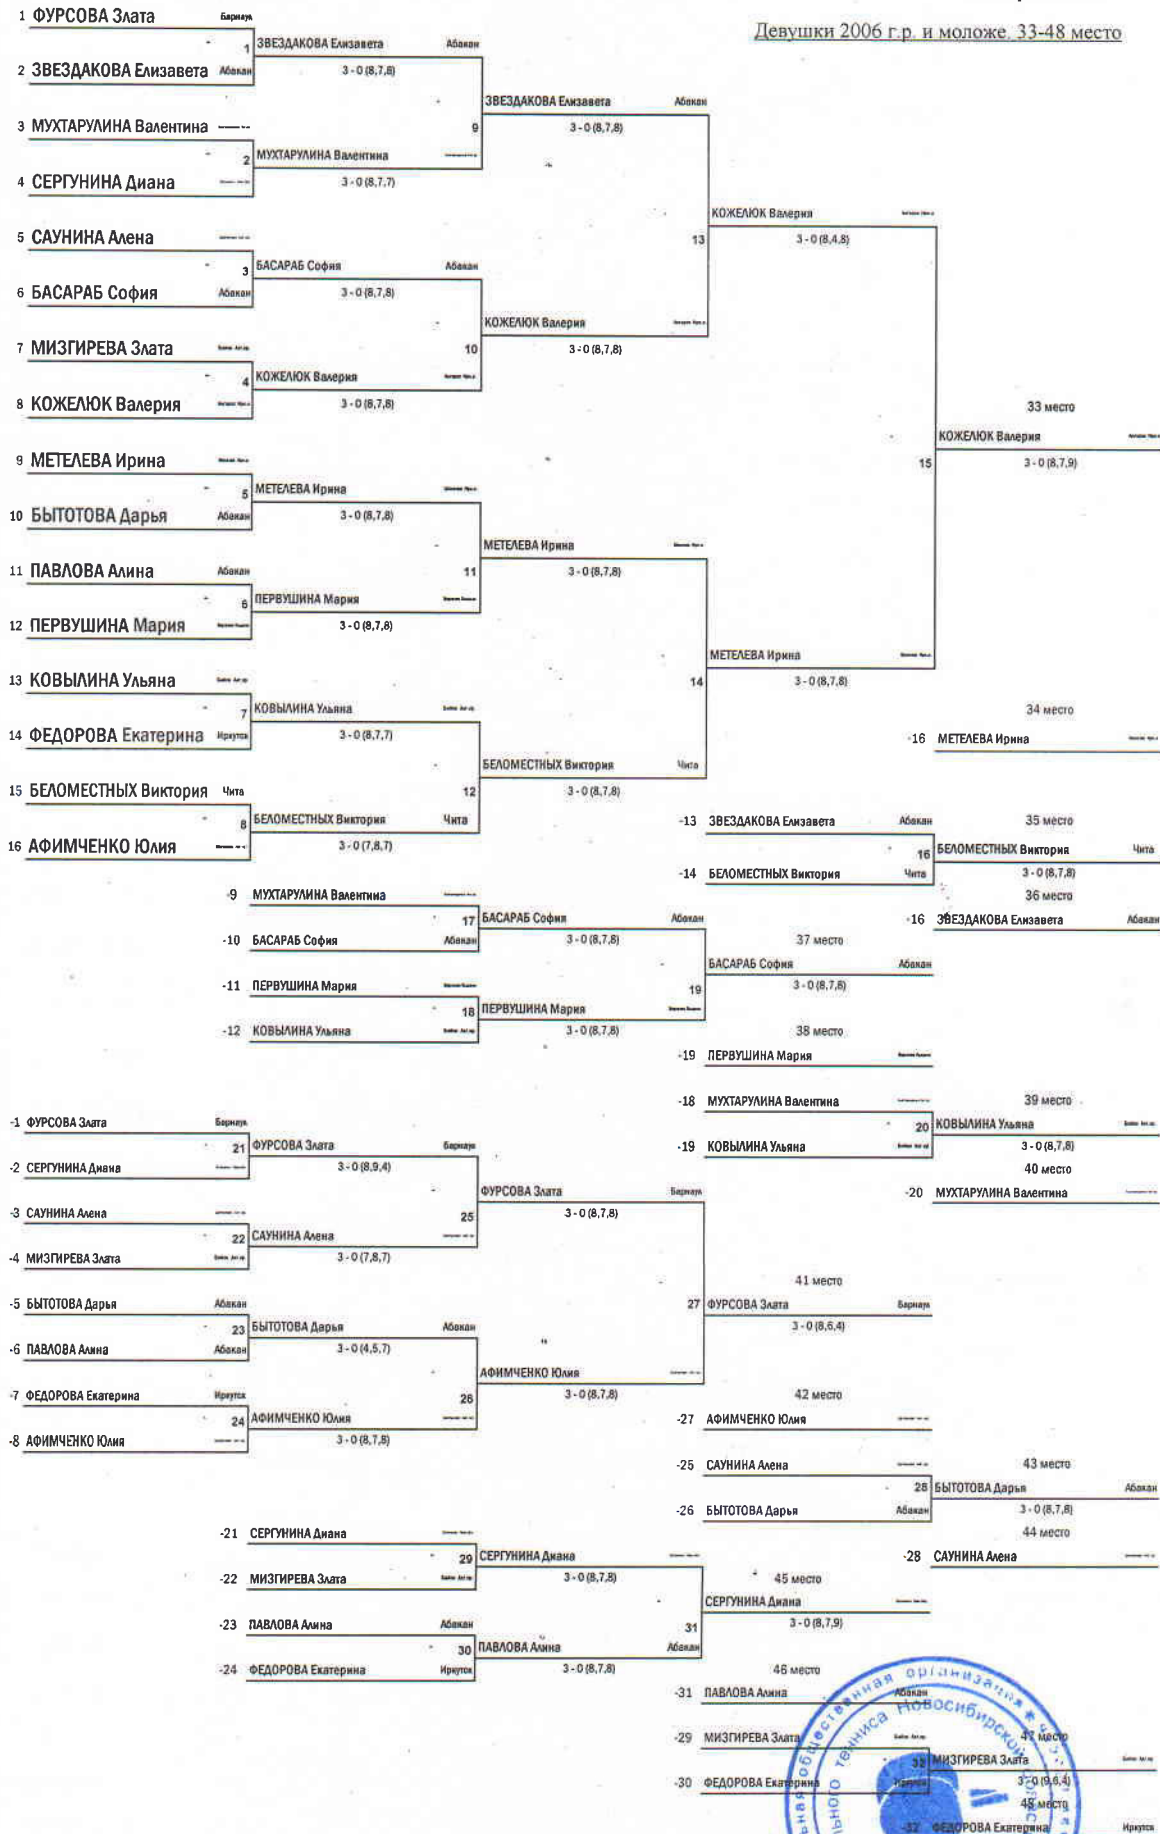 Девушки 2006 г.р. и моложе. 33-48 место
1 ФУРСОВА Злата Барнаул
1 ЗВЕЗДАКОВА Елизавета Абакан
2 ЗВЕЗДАКОВА Елизавета Абакан
3 - 0 (8,7,8)
ЗВЕЗДАКОВА Елизавета Абакан
3 МУХТАРУЛИНА Валентина
9
3 - 0 (8,7,8)
2 МУХТАРУЛИНА Валентина
4 СЕРГУНИНА Диана
3 - 0 (8,7,7)
КОЖЕЛЮК Валерия
5 САУНИНА Алена
13
3 - 0 (8,4,8)
3 БАСАРАБ София Абакан
6 БАСАРАБ София Абакан
3 - 0 (8,7,8)
КОЖЕЛЮК Валерия
7 МИЗГИРЕВА Злата
10
3 - 0 (8,7,8)
4 КОЖЕЛЮК Валерия
8 КОЖЕЛЮК Валерия
3 - 0 (8,7,8)
33 место
КОЖЕЛЮК Валерия
9 МЕТЕЛЕВА Ирина
15
3 - 0 (8,7,9)
5 МЕТЕЛЕВА Ирина
10 БЫТОТОВА Дарья Абакан
3 - 0 (8,7,8)
МЕТЕЛЕВА Ирина
11 ПАВЛОВА Алина Абакан
11
3 - 0 (8,7,8)
6 ПЕРВУШИНА Мария
12 ПЕРВУШИНА Мария
3 - 0 (8,7,8)
МЕТЕЛЕВА Ирина
13 КОВЫЛИНА Ульяна
14
3 - 0 (8,7,8)
7 КОВЫЛИНА Ульяна
34 место
14 ФЕДОРОВА Екатерина Иркутск
3 - 0 (8,7,7)
-16 МЕТЕЛЕВА Ирина
БЕЛОМЕСТНЫХ Виктория Чита
15 БЕЛОМЕСТНЫХ Виктория Чита
12
3 - 0 (8,7,8)
8 БЕЛОМЕСТНЫХ Виктория Чита
-13 ЗВЕЗДАКОВА Елизавета Абакан
35 место
16 АФИМЧЕНКО Юлия
3 - 0 (7,8,7)
16 БЕЛОМЕСТНЫХ Виктория Чита
-14 БЕЛОМЕСТНЫХ Виктория Чита
3 - 0 (8,7,8)
-9 МУХТАРУЛИНА Валентина
36 место
17 БАСАРАБ София Абакан
-16 ЗВЕЗДАКОВА Елизавета Абакан
-10 БАСАРАБ София Абакан
3 - 0 (8,7,8)
37 место
БАСАРАБ София Абакан
-11 ПЕРВУШИНА Мария
19
3 - 0 (8,7,8)
18 ПЕРВУШИНА Мария
-12 КОВЫЛИНА Ульяна
3 - 0 (8,7,8)
38 место
-19 ПЕРВУШИНА Мария
-18 МУХТАРУЛИНА Валентина
39 место
-1 ФУРСОВА Злата Барнаул
20 КОВЫЛИНА Ульяна
21 ФУРСОВА Злата Барнаул
-19 КОВЫЛИНА Ульяна
3 - 0 (8,7,8)
-2 СЕРГУНИНА Диана
3 - 0 (8,9,4)
40 место
ФУРСОВА Злата Барнаул
-20 МУХТАРУЛИНА Валентина
-3 САУНИНА Алена
25
3 - 0 (8,7,8)
22 САУНИНА Алена
-4 МИЗГИРЕВА Злата
3 - 0 (7,8,7)
41 место
-5 БЫТОТОВА Дарья Абакан
27 ФУРСОВА Злата Барнаул
23 БЫТОТОВА Дарья Абакан
3 - 0 (8,6,4)
-6 ПАВЛОВА Алина Абакан
3 - 0 (4,5,7)
АФИМЧЕНКО Юлия
-7 ФЕДОРОВА Екатерина Иркутск
26
3 - 0 (8,7,8)
42 место
24 АФИМЧЕНКО Юлия
-27 АФИМЧЕНКО Юлия
-8 АФИМЧЕНКО Юлия
3 - 0 (8,7,8)
-25 САУНИНА Алена
43 место
28 БЫТОТОВА Дарья Абакан
-26 БЫТОТОВА Дарья Абакан
3 - 0 (8,7,8)
-21 СЕРГУНИНА Диана
44 место
29 СЕРГУНИНА Диана
-28 САУНИНА Алена
-22 МИЗГИРЕВА Злата
3 - 0 (8,7,8)
45 место
СЕРГУНИНА Диана
-23 ПАВЛОВА Алина Абакан
31
3 - 0 (8,7,9)
30 ПАВЛОВА Алина Абакан
-24 ФЕДОРОВА Екатерина Иркутск
3 - 0 (8,7,8)
46 место
-31 ПАВЛОВА Алина Абакан
-29 МИЗГИРЕВА Злата
47 место
32 МИЗГИРЕВА Злата
-30 ФЕДОРОВА Екатерина Иркутск
3 - 0 (9,6,4)
48 место
-32 ФЕДОРОВА Екатерина Иркутск
общественная организация
тенниса Новосибирской